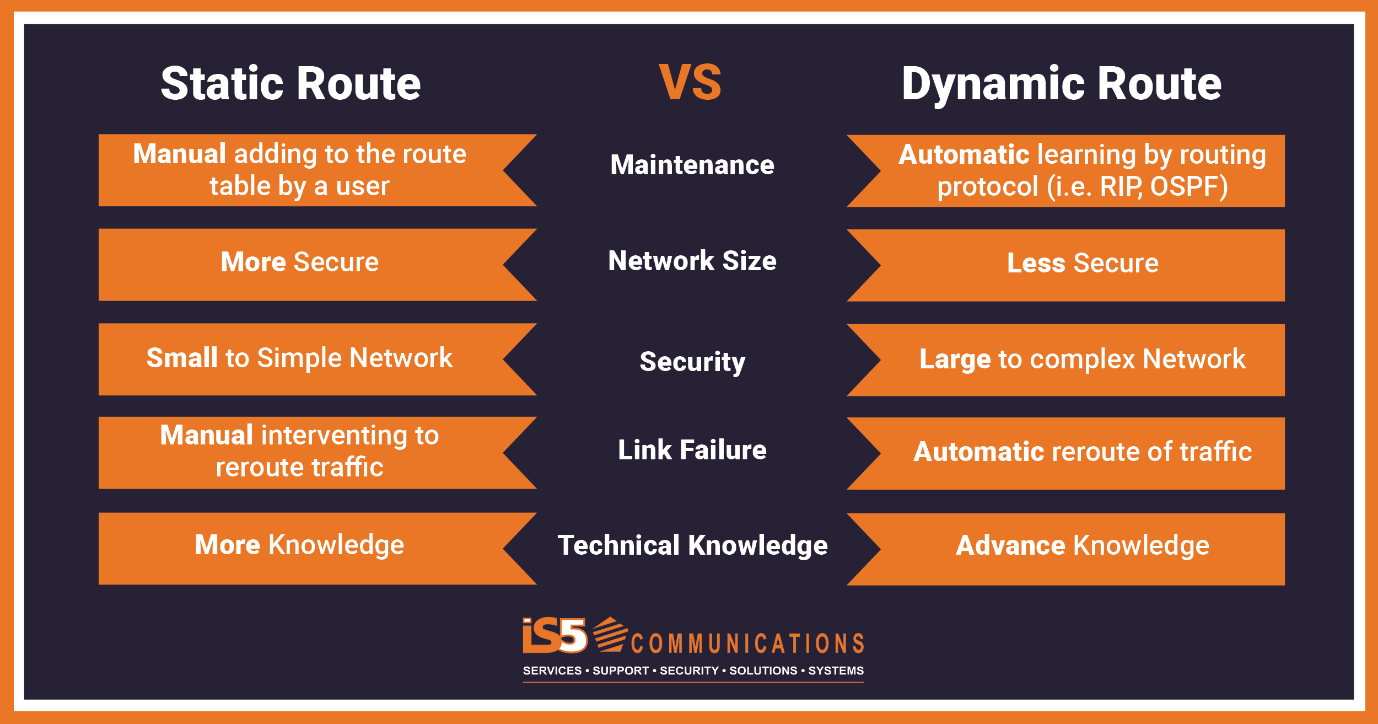 Static Route
VS
Dynamic Route
Manual adding to the route
table by a user
Maintenance
Automatic learning by routing
protocol (i.e. RIP, OSPF)
More Secure
Network Size
Less Secure
Small to Simple Network
Security
Large to complex Network
Manual interventing to
reroute traffic
Link Failure
Automatic reroute of traffic
More Knowledge
Technical Knowledge
Advance Knowledge
iS5 COMMUNICATIONS
SERVICES • SUPPORT • SECURITY • SOLUTIONS • SYSTEMS